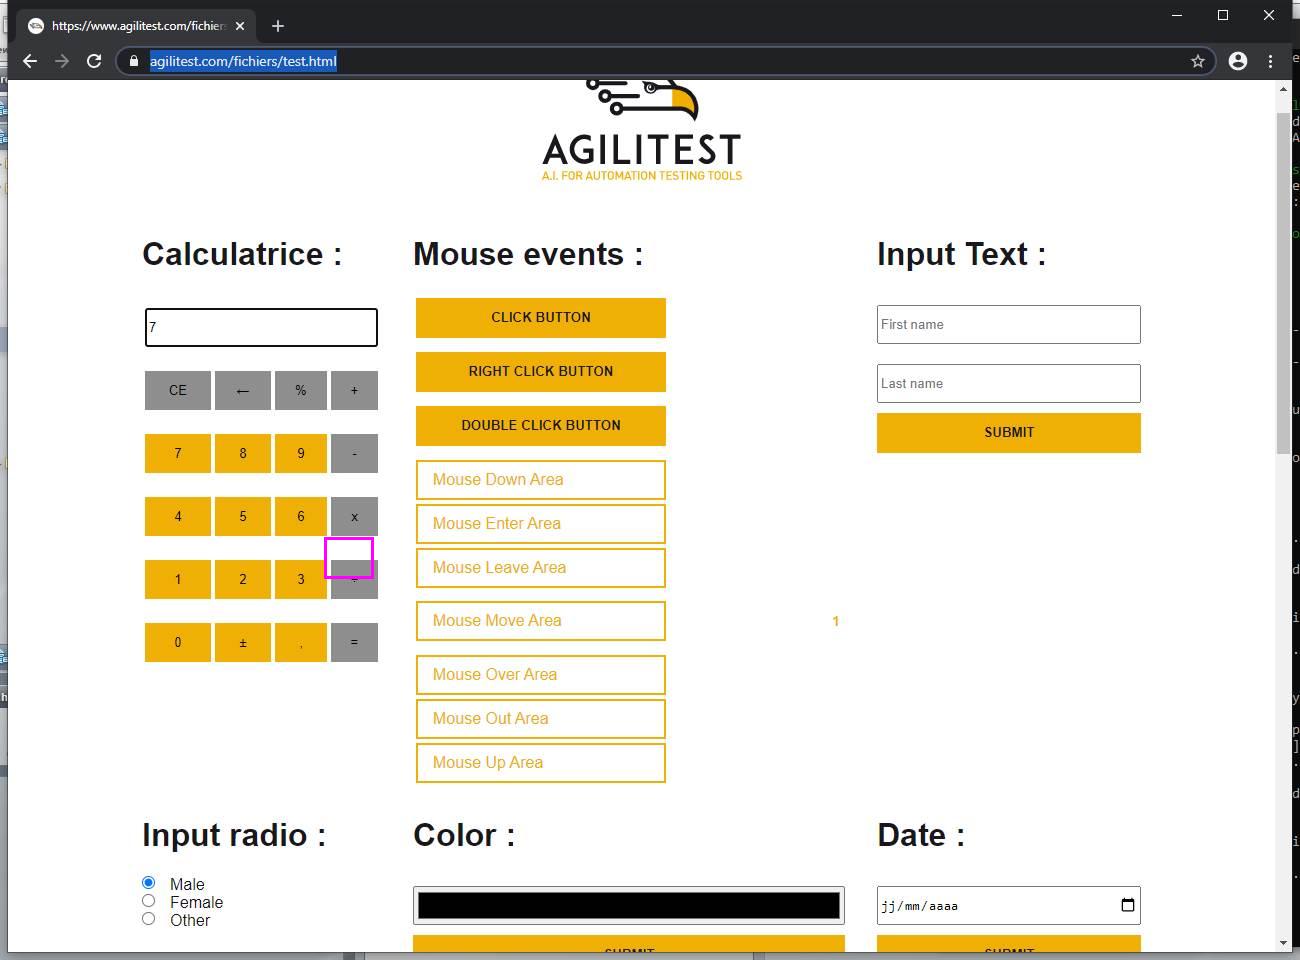 https://www.agilitest.com/fichiers
agilitest.com/fichiers/test.html
AGILITEST
A.I. FOR AUTOMATION TESTING TOOLS
Calculatrice :
7
CE ← % +
7 8 9 -
4 5 6 x
1 2 3 ÷
0 ± , =
Mouse events :
CLICK BUTTON
RIGHT CLICK BUTTON
DOUBLE CLICK BUTTON
Mouse Down Area
Mouse Enter Area
Mouse Leave Area
Mouse Move Area
1
Mouse Over Area
Mouse Out Area
Mouse Up Area
Input Text :
First name
Last name
SUBMIT
Input radio :
Male
Female
Other
Color :
SUBMIT
Date :
jj/mm/aaaa
SUBMIT